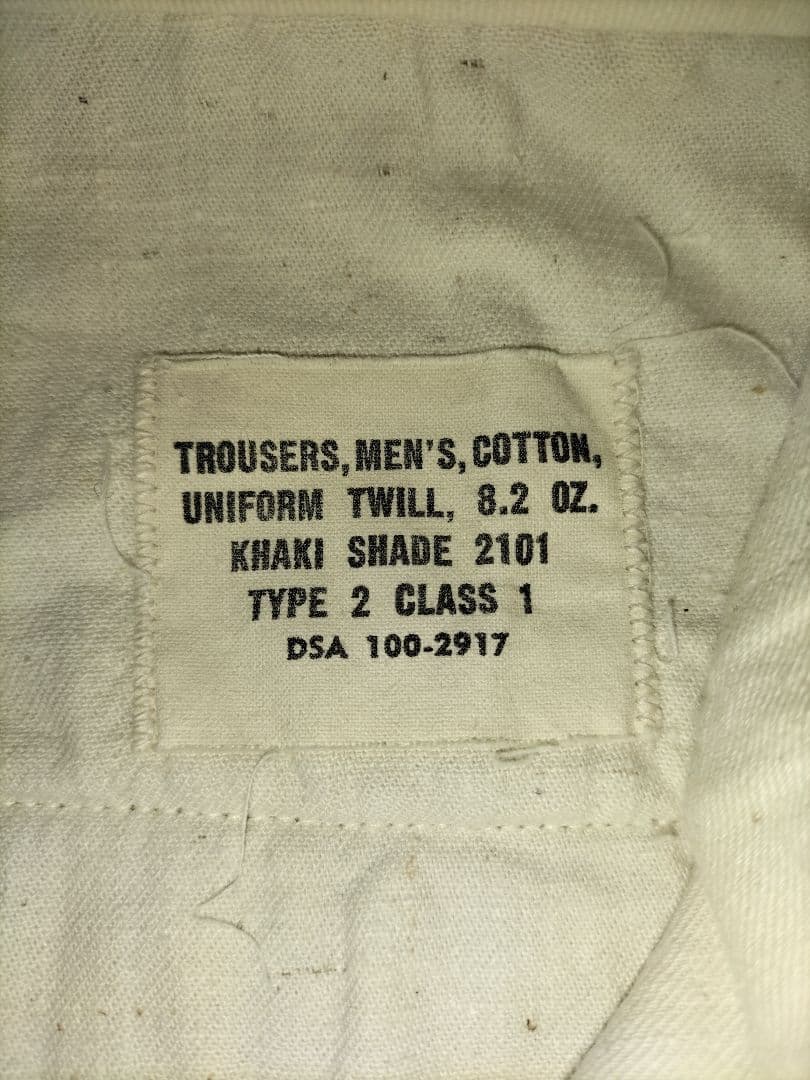 TROUSERS, MEN'S, COTTON,
UNIFORM TWILL, 8.2 OZ.
KHAKI SHADE 2101
TYPE 2 CLASS 1
DSA 100-2917